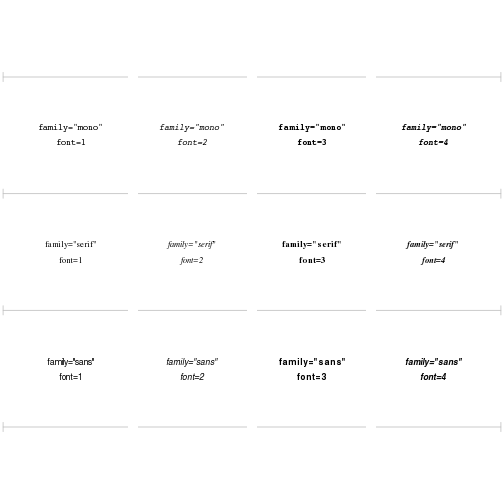 family="mono"
font=1
family="mono"
font=2
family="mono"
font=3
family="mono"
font=4
family="serif"
font=1
family="serif"
font=2
family="serif"
font=3
family="serif"
font=4
family="sans"
font=1
family="sans"
font=2
family="sans"
font=3
family="sans"
font=4